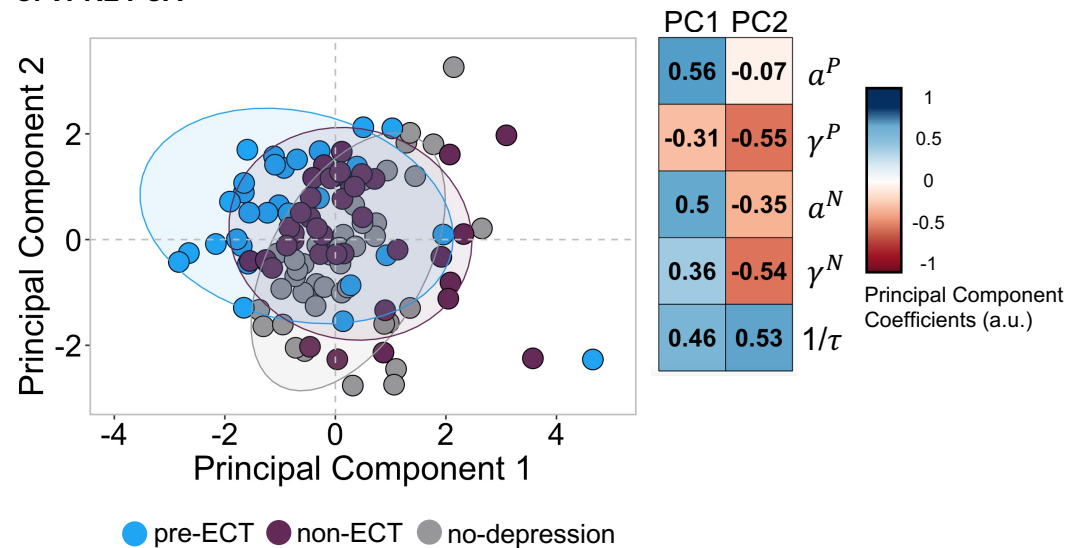 PC1 PC2
Principal Component 2
2
0
-2
-4 -2 0 2 4
Principal Component 1
0.56 -0.07 a^P
-0.31 -0.55 γ^P
0.5 -0.35 a^N
0.36 -0.54 γ^N
0.46 0.53 1/τ
1
0.5
0
-0.5
-1
Principal Component
Coefficients (a.u.)
pre-ECT non-ECT no-depression